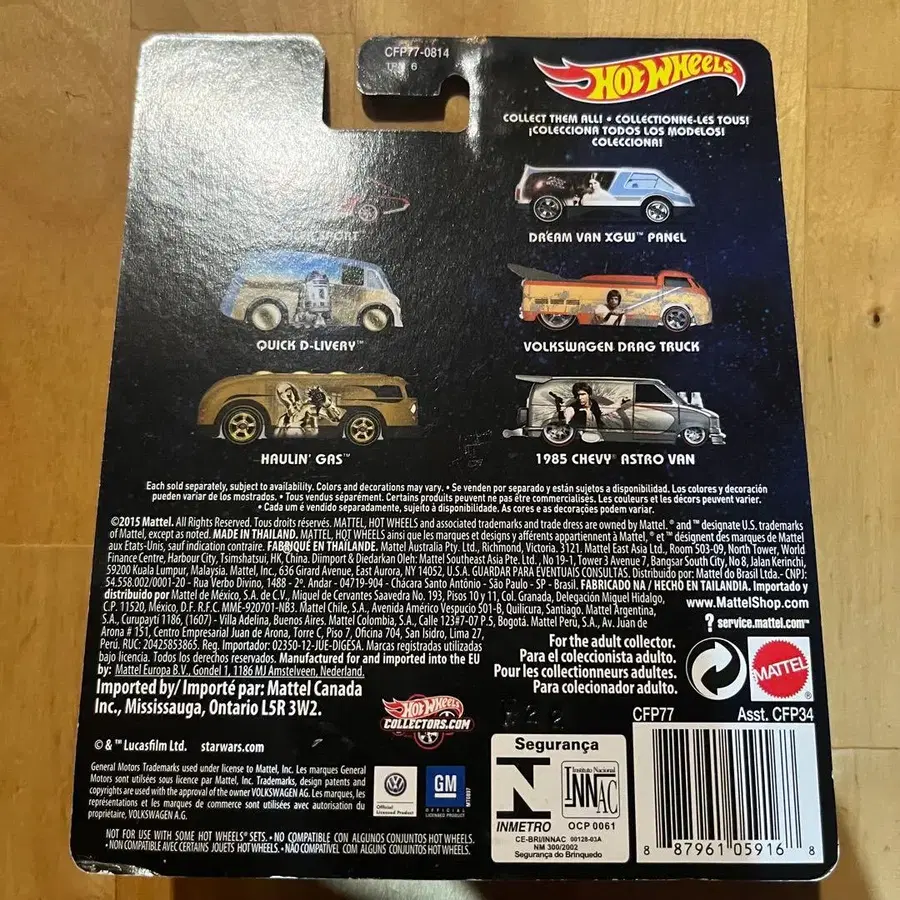 CFP77-0814
6
HOT WHEELS
COLLECT THEM ALL! • COLLECTIONNE-LES TOUS!
¡COLECCIONA TODOS LOS MODELOS!
COLECCIONA!
DREAM VAN XGW™ PANEL
QUICK D-LIVERY™
VOLKSWAGEN DRAG TRUCK
HAULIN' GAS™
1985 CHEVY® ASTRO VAN
Each sold separately, subject to availability. Colors and decorations may vary. • Se venden por separado y están sujetos a disponibilidad. Los colores y decoración
pueden variar de los mostrados. • Tous vendus séparément. Certains produits peuvent ne pas être commercialisés. Les couleurs et les décors peuvent varier.
• Cada um é vendido separadamente, sujeito à disponibilidade. As cores e as decorações podem variar.
©2015 Mattel. All Rights Reserved. Tous droits réservés. MATTEL, HOT WHEELS and associated trademarks and trade dress are owned by Mattel. ® and ™ designate U.S. trademarks
of Mattel, except as noted. MADE IN THAILAND. MATTEL, HOT WHEELS ainsi que les marques et designs y afférents appartiennent à Mattel, ® et ™ désignent des marques de Mattel
aux États-Unis, sauf indication contraire. FABRIQUÉ EN THAÏLANDE. Mattel Australia Pty. Ltd., Richmond, Victoria. 3121. Mattel East Asia Ltd., Room 503-09, North Tower, World
Finance Centre, Harbour City, Tsimshatsui, HK, China. Diimport & Diedarkan Oleh: Mattel Southeast Asia Pte. Ltd., No 19-1, Tower 3 Avenue 7, Bangsar South City, No 8, Jalan Kerinchi,
59200 Kuala Lumpur, Malaysia. Mattel, Inc., 636 Girard Avenue, East Aurora, NY 14052, U.S.A. GUARDAR PARA EVENTUAIS CONSULTAS. Distribuído por: Mattel do Brasil Ltda.- CNPJ:
54.558.002/0001-20 - Rua Verbo Divino, 1488 - 2º. Andar - 04719-904 - Chácara Santo Antônio - São Paulo - SP - Brasil. FABRICADO NA / HECHO EN TAILANDIA. Importado y
distribuido por Mattel de México, S.A. de C.V., Miguel de Cervantes Saavedra No. 193, Pisos 10 y 11, Col. Granada, Delegación Miguel Hidalgo,
C.P. 11520, México, D.F. R.F.C. MME-920701-NB3. Mattel Chile, S.A., Avenida Américo Vespucio 501-B, Quilicura, Santiago. Mattel Argentina,
S.A., Curupaytí 1186, (1607) - Villa Adelina, Buenos Aires. Mattel Colombia, S.A., Calle 123#7-07 P.5, Bogotá. Mattel Perú, S.A., Av. Juan de
Arona # 151, Centro Empresarial Juan de Arona, Torre C, Piso 7, Oficina 704, San Isidro, Lima 27,
Perú. RUC: 20425853865. Reg. Importador: 02350-12-JUE-DIGESA. Marcas registradas utilizadas
bajo licencia. Todos los derechos reservados. Manufactured for and imported into the EU
by: Mattel Europa B.V., Gondel 1, 1186 MJ Amstelveen, Nederland.
www.MattelShop.com
? service.mattel.com™
Imported by/ Importé par: Mattel Canada
Inc., Mississauga, Ontario L5R 3W2.
For the adult collector.
Para el coleccionista adulto.
Pour les collectionneurs adultes.
Para colecionador adulto.
MATTEL
HOT WHEELS
COLLECTORS.COM
CFP77 Asst. CFP34
© & ™ Lucasfilm Ltd. starwars.com
General Motors Trademarks used under license to Mattel, Inc. Les marques General
Motors sont utilisées sous licence par Mattel, Inc. Trademarks, design patents and
copyrights are used with the approval of the owner VOLKSWAGEN AG. Les marques, les
représentations et les marques de commerce sont utilisées avec autorisation du
propriétaire, VOLKSWAGEN AG.
Official
Licensed Product
GM
OFFICIAL
LICENSED PRODUCT
Segurança
INMETRO
Instituto Nacional
INNAC
OCP 0061
CE-BRI/INNAC 00128-03A
NM 300/2002
Segurança do Brinquedo
8 87961 05916 8
NOT FOR USE WITH SOME HOT WHEELS® SETS. • NO COMPATIBLE CON ALGUNOS CONJUNTOS HOT WHEELS.
• NON COMPATIBLE AVEC CERTAINS JOUETS HOT WHEELS. • NÃO COMPATÍVEL COM ALGUNS CONJUNTOS HOT WHEELS.